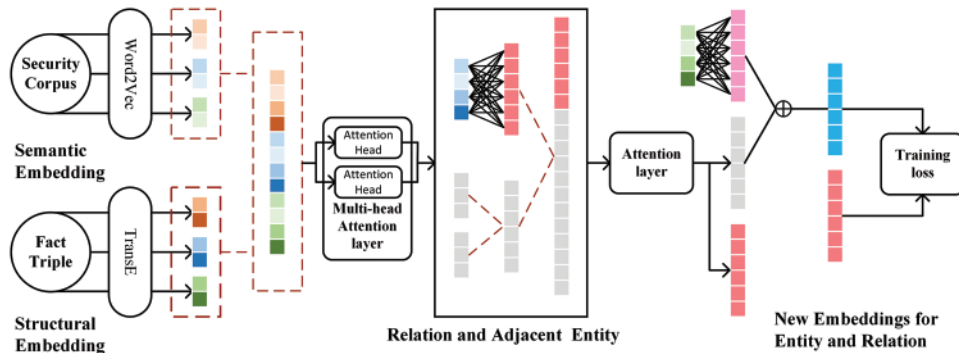 Security
Corpus
Word2Vec
Semantic
Embedding
Fact
Triple
TransE
Structural
Embedding
Attention
Head
Attention
Head
Multi-head
Attention
layer
Relation and Adjacent Entity
Attention
layer
Training
loss
New Embeddings for
Entity and Relation